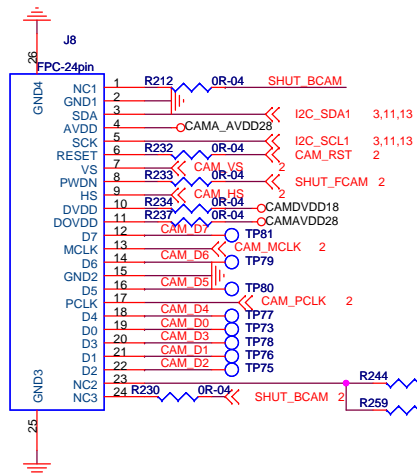 J8
FPC-24pin
26
GND4
NC1 1 R212 0R-04 SHUT_BCAM
GND1 2
SDA 3 I2C_SDA1 3,11,13
AVDD 4 CAMA_AVDD28
SCK 5 I2C_SCL1 3,11,13
RESET 6 R232 0R-04 CAM_RST 2
VS 7 CAM_VS 2
PWDN 8 R233 0R-04 SHUT_FCAM 2
HS 9 CAM_HS 2
DVDD 10 R234 0R-04 CAMDVDD18
DOVDD 11 R237 0R-04 CAMAVDD28
D7 12 CAM_D7 TP81
MCLK 13 CAM_MCLK 2
D6 14 CAM_D6 TP79
GND2 15
D5 16 CAM_D5 TP80
PCLK 17 CAM_PCLK 2
D4 18 CAM_D4 TP77
D0 19 CAM_D0 TP73
D3 20 CAM_D3 TP78
D1 21 CAM_D1 TP76
D2 22 CAM_D2 TP75
NC2 23 R244
NC3 24 R230 0R-04 SHUT_BCAM 2
R259
GND3
25